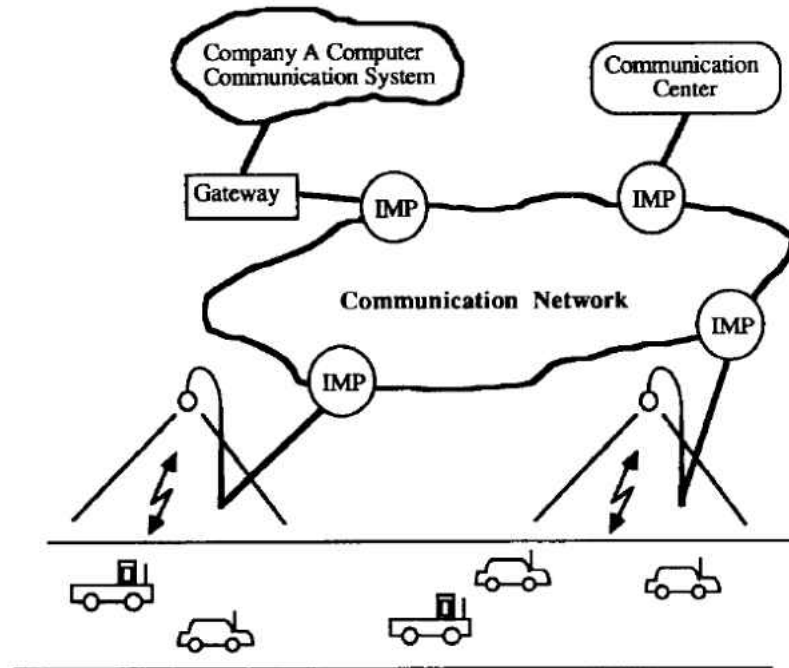 Company A Computer
Communication System
Communication
Center
Gateway
IMP
IMP
Communication Network
IMP
IMP